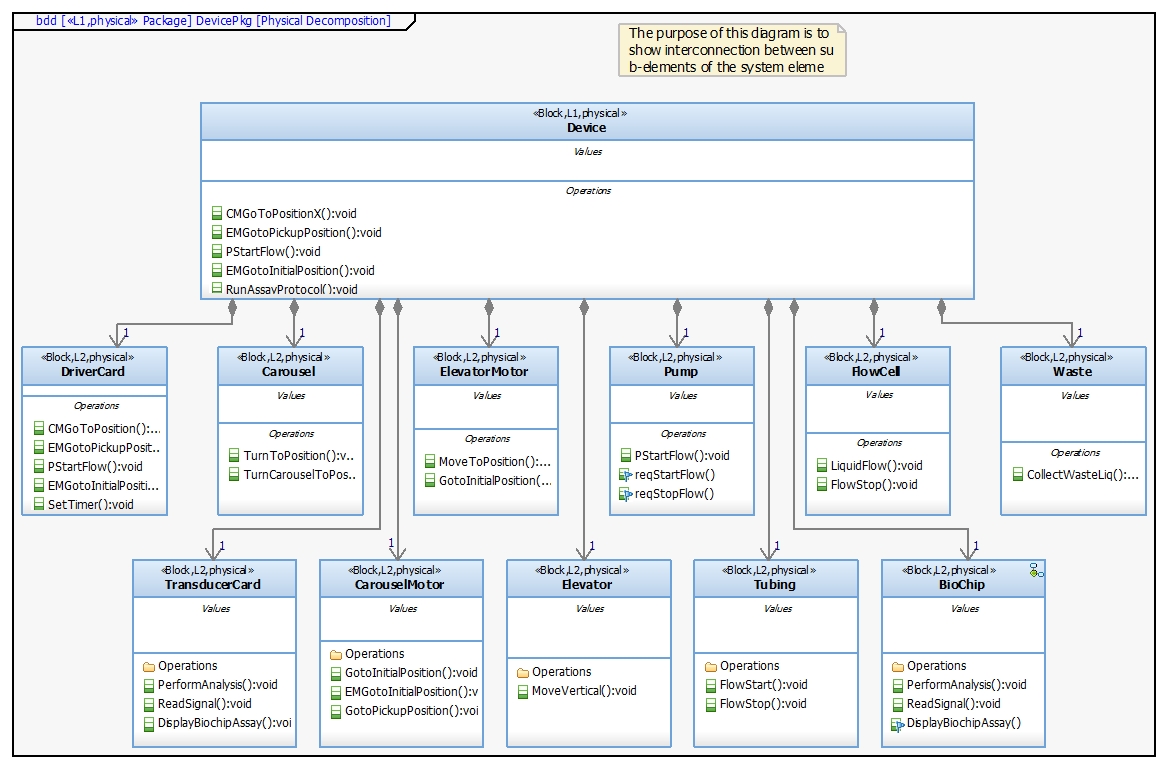 bdd [«L1,physical» Package] DevicePkg [Physical Decomposition]
The purpose of this diagram is to
show interconnection between su
b-elements of the system eleme
«Block,L1,physical»
Device
Values
Operations
CMGoToPositionX():void
EMGotoPickupPosition():void
PStartFlow():void
EMGotoInitialPosition():void
RunAssayProtocol():void
1
1
1
1
1
1
«Block,L2,physical»
DriverCard
Operations
CMGoToPosition():...
EMGotoPickupPosit...
PStartFlow():void
EMGotoInitialPositi...
SetTimer():void
«Block,L2,physical»
Carousel
Values
Operations
TurnToPosition():v..
TurnCarouselToPos..
«Block,L2,physical»
ElevatorMotor
Values
Operations
MoveToPosition():...
GotoInitialPosition(...
«Block,L2,physical»
Pump
Values
Operations
PStartFlow():void
reqStartFlow()
reqStopFlow()
«Block,L2,physical»
FlowCell
Values
Operations
LiquidFlow():void
FlowStop():void
«Block,L2,physical»
Waste
Values
Operations
CollectWasteLiq():...
1
1
1
1
1
«Block,L2,physical»
TransducerCard
Values
Operations
PerformAnalysis():void
ReadSignal():void
DisplayBiochipAssay():voi
«Block,L2,physical»
CarouselMotor
Values
Operations
GotoInitialPosition():void
EMGotoInitialPosition():v
GotoPickupPosition():voi
«Block,L2,physical»
Elevator
Values
Operations
MoveVertical():void
«Block,L2,physical»
Tubing
Values
Operations
FlowStart():void
FlowStop():void
«Block,L2,physical»
BioChip
Values
Operations
PerformAnalysis():void
ReadSignal():void
DisplayBiochipAssay()